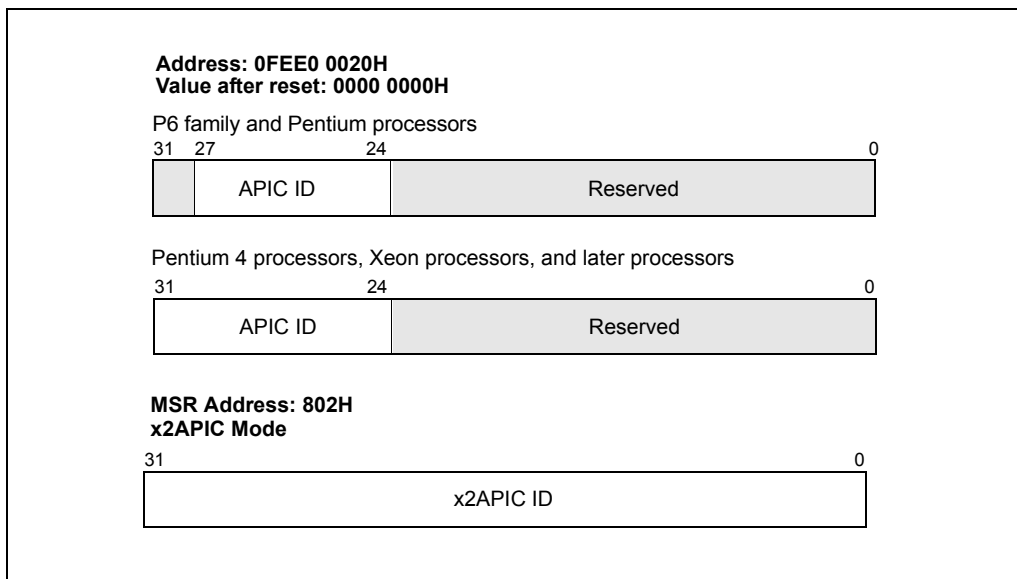 Address: 0FEE0 0020H
Value after reset: 0000 0000H
P6 family and Pentium processors
31 27 24 0
APIC ID Reserved
Pentium 4 processors, Xeon processors, and later processors
31 24 0
APIC ID Reserved
MSR Address: 802H
x2APIC Mode
31 0
x2APIC ID